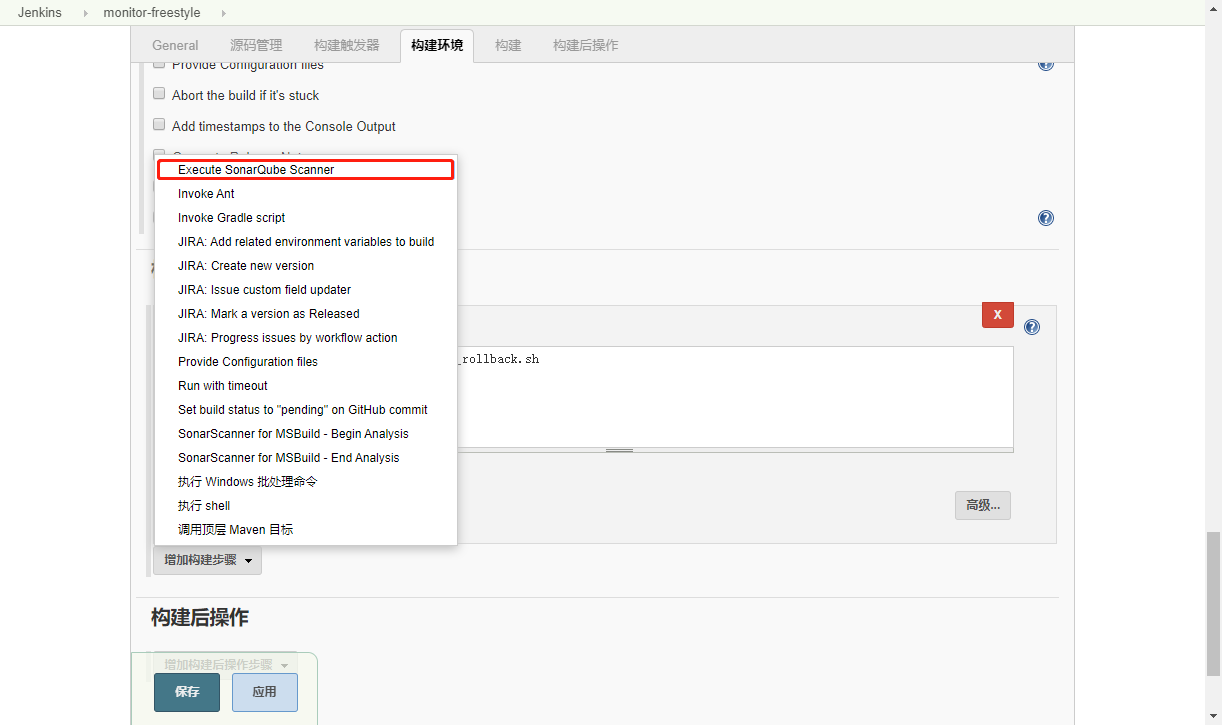 Jenkins monitor-freestyle
General 源码管理 构建触发器 构建环境 构建 构建后操作
Provide Configuration files
Abort the build if it's stuck
Add timestamps to the Console Output
Execute SonarQube Scanner
Invoke Ant
Invoke Gradle script
JIRA: Add related environment variables to build
JIRA: Create new version
JIRA: Issue custom field updater
X
JIRA: Mark a version as Released
JIRA: Progress issues by workflow action
_rollback.sh
Provide Configuration files
Run with timeout
Set build status to "pending" on GitHub commit
SonarScanner for MSBuild - Begin Analysis
SonarScanner for MSBuild - End Analysis
执行 Windows 批处理命令
执行 shell
高级...
调用顶层 Maven 目标
增加构建步骤
构建后操作
增加构建后操作步骤
保存 应用